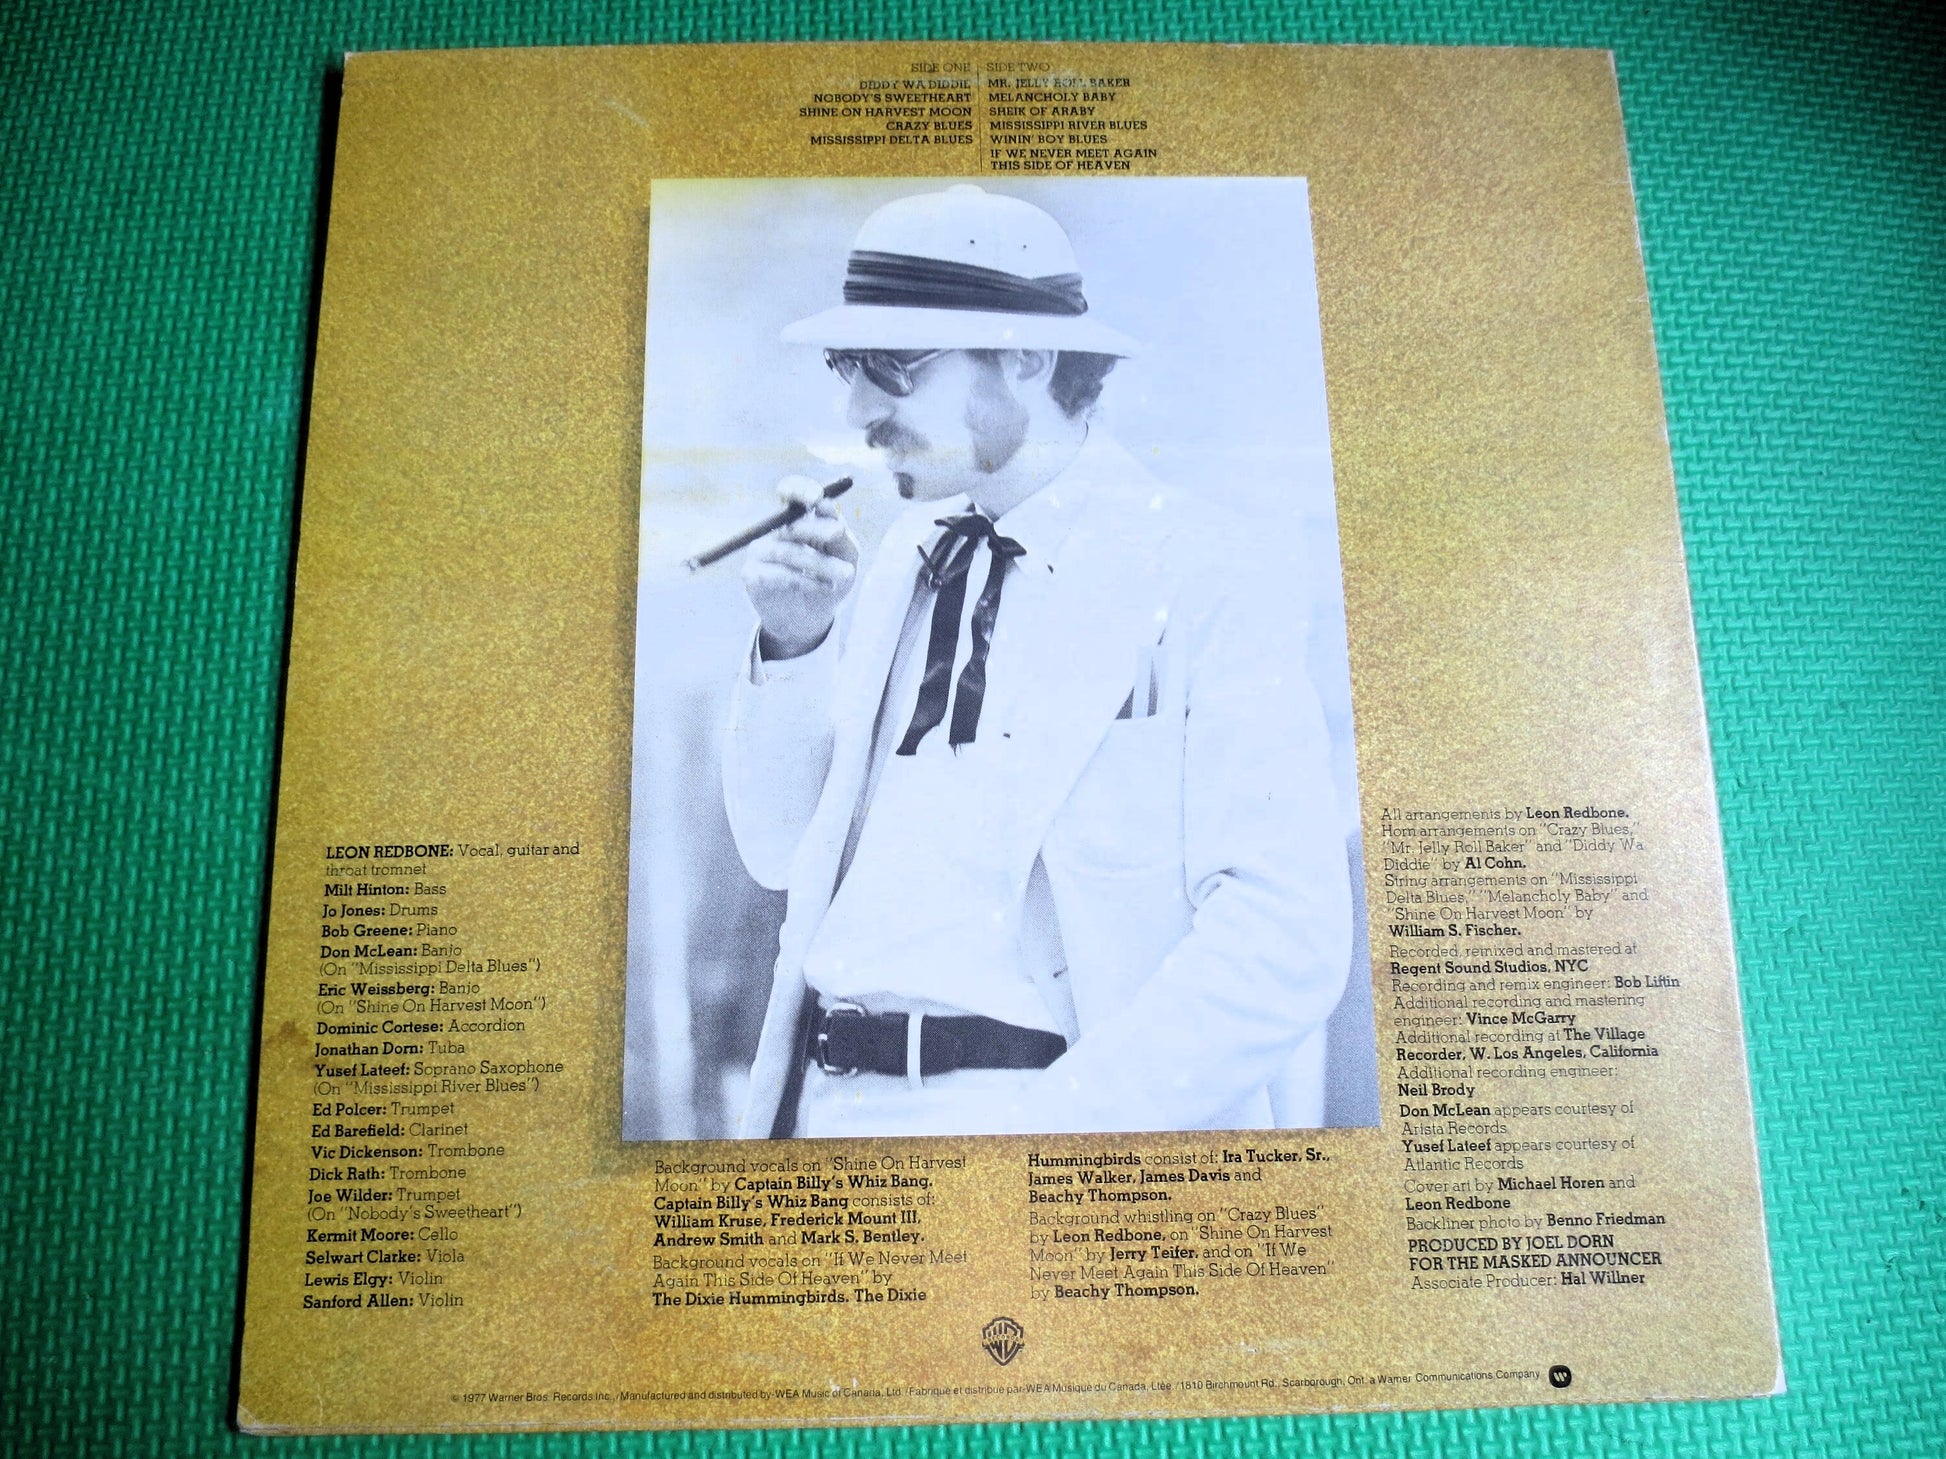 SIDE ONE
DIDDY WA DIDDIE
NOBODY'S SWEETHEART
SHINE ON HARVEST MOON
CRAZY BLUES
MISSISSIPPI DELTA BLUES
SIDE TWO
MR. JELLY ROLL BAKER
MELANCHOLY BABY
SHEIK OF ARABY
MISSISSIPPI RIVER BLUES
WININ' BOY BLUES
IF WE NEVER MEET AGAIN
THIS SIDE OF HEAVEN
LEON REDBONE: Vocal, guitar and
throat tromnet
Milt Hinton: Bass
Jo Jones: Drums
Bob Greene: Piano
Don McLean: Banjo
(On "Mississippi Delta Blues")
Eric Weissberg: Banjo
(On "Shine On Harvest Moon")
Dominic Cortese: Accordion
Jonathan Dorn: Tuba
Yusef Lateef: Soprano Saxophone
(On "Mississippi River Blues")
Ed Polcer: Trumpet
Ed Barefield: Clarinet
Vic Dickenson: Trombone
Dick Rath: Trombone
Joe Wilder: Trumpet
(On "Nobody's Sweetheart")
Kermit Moore: Cello
Selwart Clarke: Viola
Lewis Elgy: Violin
Sanford Allen: Violin
Background vocals on "Shine On Harvest
Moon" by Captain Billy's Whiz Bang.
Captain Billy's Whiz Bang consists of:
William Kruse, Frederick Mount III,
Andrew Smith and Mark S. Bentley.
Background vocals on "If We Never Meet
Again This Side Of Heaven" by
The Dixie Hummingbirds. The Dixie
Hummingbirds consist of: Ira Tucker, Sr.,
James Walker, James Davis and
Beachy Thompson.
Background whistling on "Crazy Blues"
by Leon Redbone, on "Shine On Harvest
Moon" by Jerry Teifer, and on "If We
Never Meet Again This Side Of Heaven"
by Beachy Thompson.
All arrangements by Leon Redbone.
Horn arrangements on "Crazy Blues,"
"Mr. Jelly Roll Baker" and "Diddy Wa
Diddie" by Al Cohn.
String arrangements on "Mississippi
Delta Blues," "Melancholy Baby" and
"Shine On Harvest Moon" by
William S. Fischer.
Recorded, remixed and mastered at
Regent Sound Studios, NYC
Recording and remix engineer: Bob Liftin
Additional recording and mastering
engineer: Vince McGarry
Additional recording at The Village
Recorder, W. Los Angeles, California
Additional recording engineer:
Neil Brody
Don McLean appears courtesy of
Arista Records
Yusef Lateef appears courtesy of
Atlantic Records
Cover art by Michael Horen and
Leon Redbone
Backliner photo by Benno Friedman
PRODUCED BY JOEL DORN
FOR THE MASKED ANNOUNCER
Associate Producer: Hal Willner
RECORDS
© 1977 Warner Bros. Records Inc., / Manufactured and distributed by-WEA Music of Canada, Ltd. / Fabriqué et distribué par-WEA Musique du Canada, Ltée. / 1810 Birchmount Rd., Scarborough, Ont. a Warner Communications Company